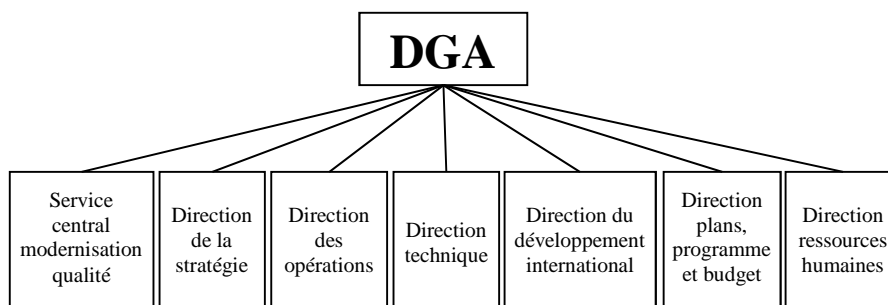 DGA
Service
central
modernisation
qualité
Direction
de la
stratégie
Direction
des
opérations
Direction
technique
Direction du
développement
international
Direction
plans,
programme
et budget
Direction
ressources
humaines